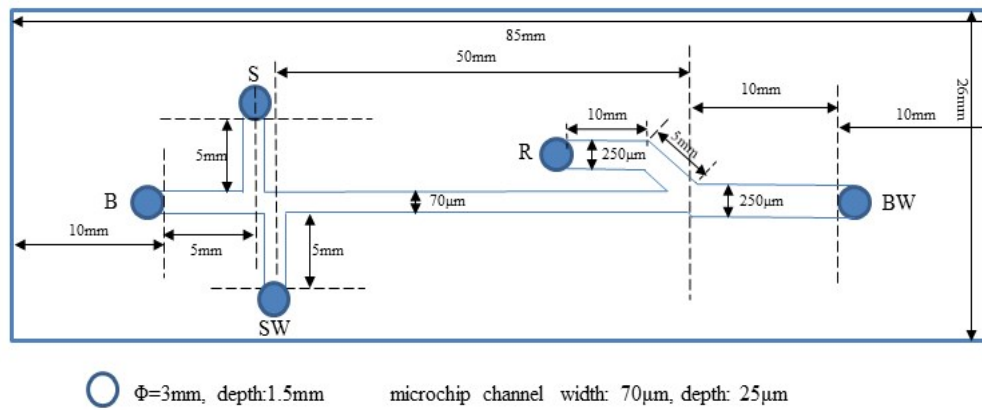 85mm
50mm
S
10mm
26mm
10mm
10mm
5mm
5mm
R
250µm
B
70µm
250µm
BW
10mm
5mm
5mm
SW
Φ=3mm, depth:1.5mm microchip channel width: 70µm, depth: 25µm